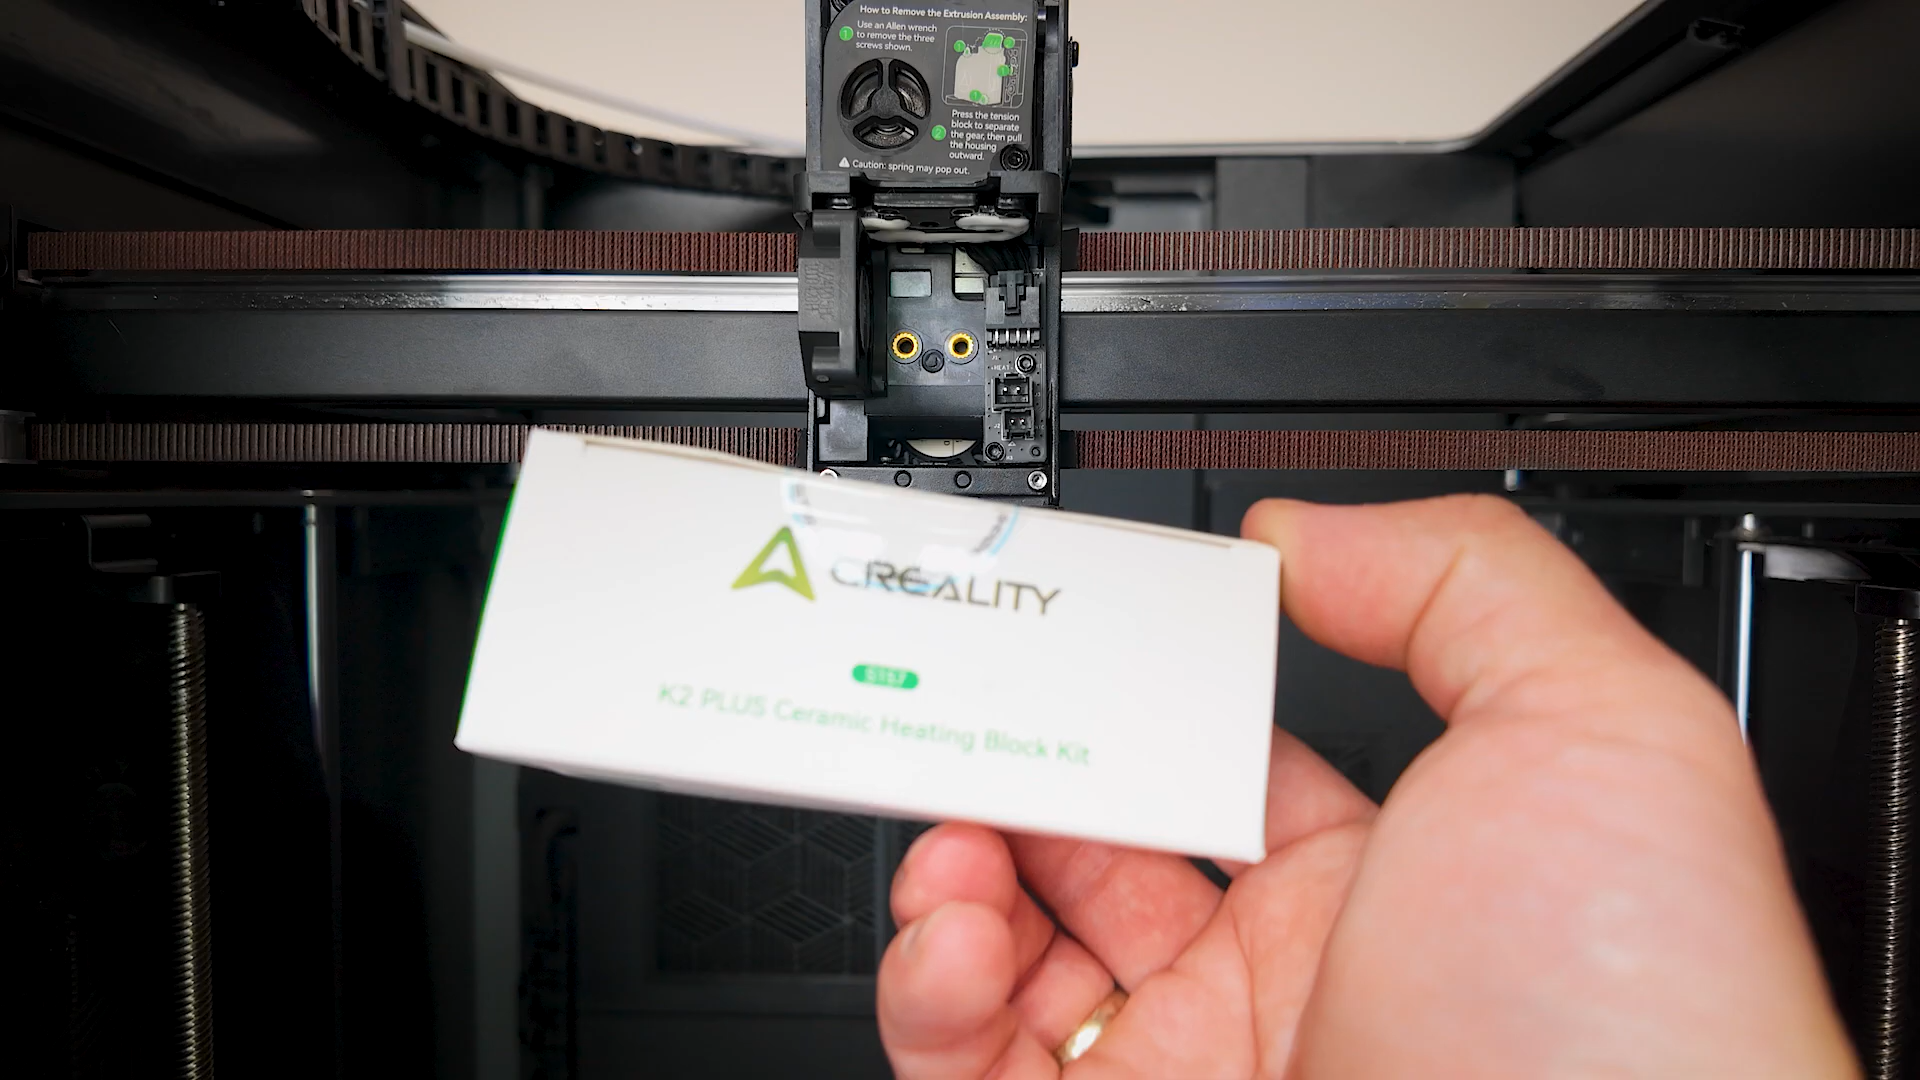 How to Remove the Extrusion Assembly:
1 Use an Allen wrench
to remove the three
screws shown.
2 Press the tension
block to separate
the gear, then pull
the housing
outward.
Caution: spring may pop out.
HEAT
CREALITY
K2 PLUS Ceramic Heating Block Kit